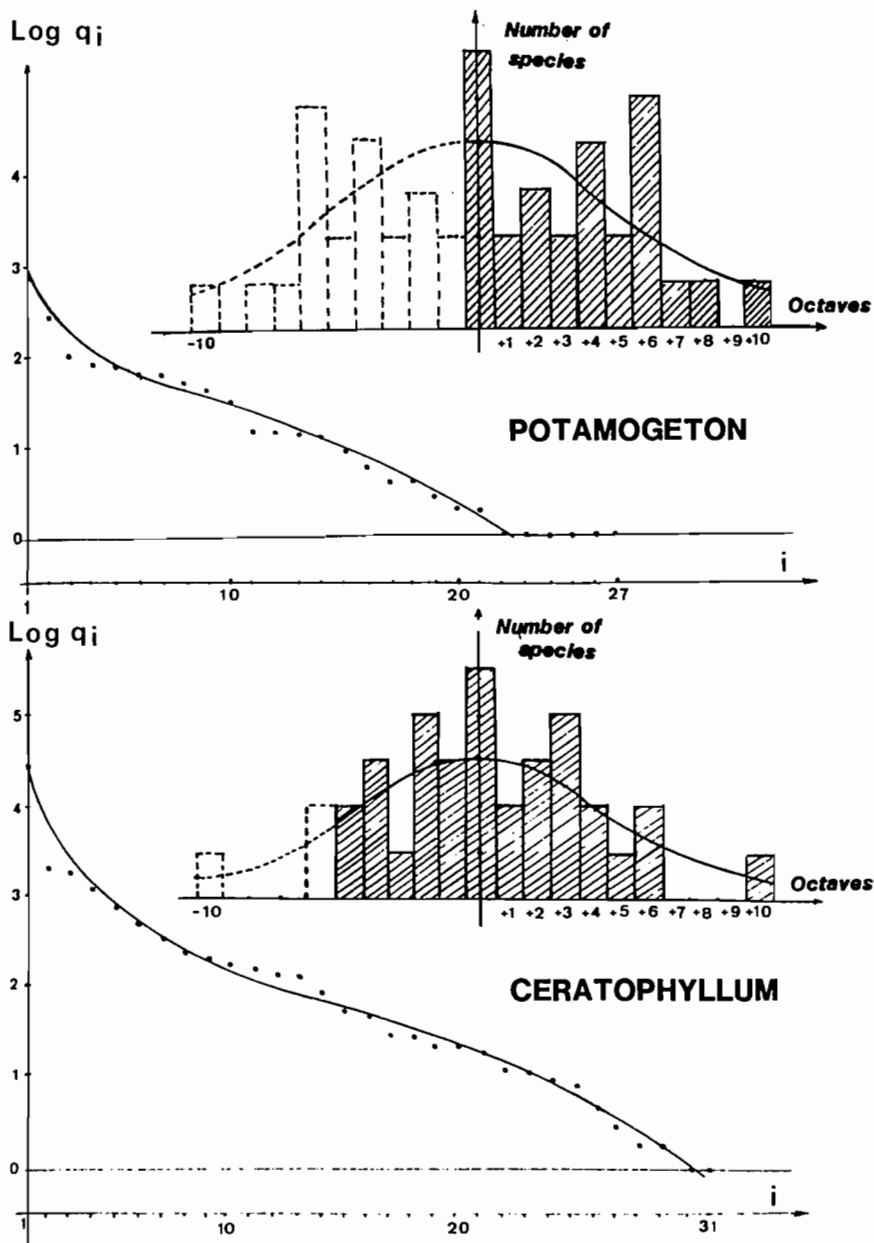 Log qi
Number of
species
4
3
2
1
0
-10
+1 +2 +3 +4 +5 +6 +7 +8 +9 +10
Octaves
POTAMOGETON
i
1 10 20 27
Log qi
Number of
species
5
4
3
2
1
0
-10
+1 +2 +3 +4 +5 +6 +7 +8 +9 +10
Octaves
CERATOPHYLLUM
i
1 10 20 31